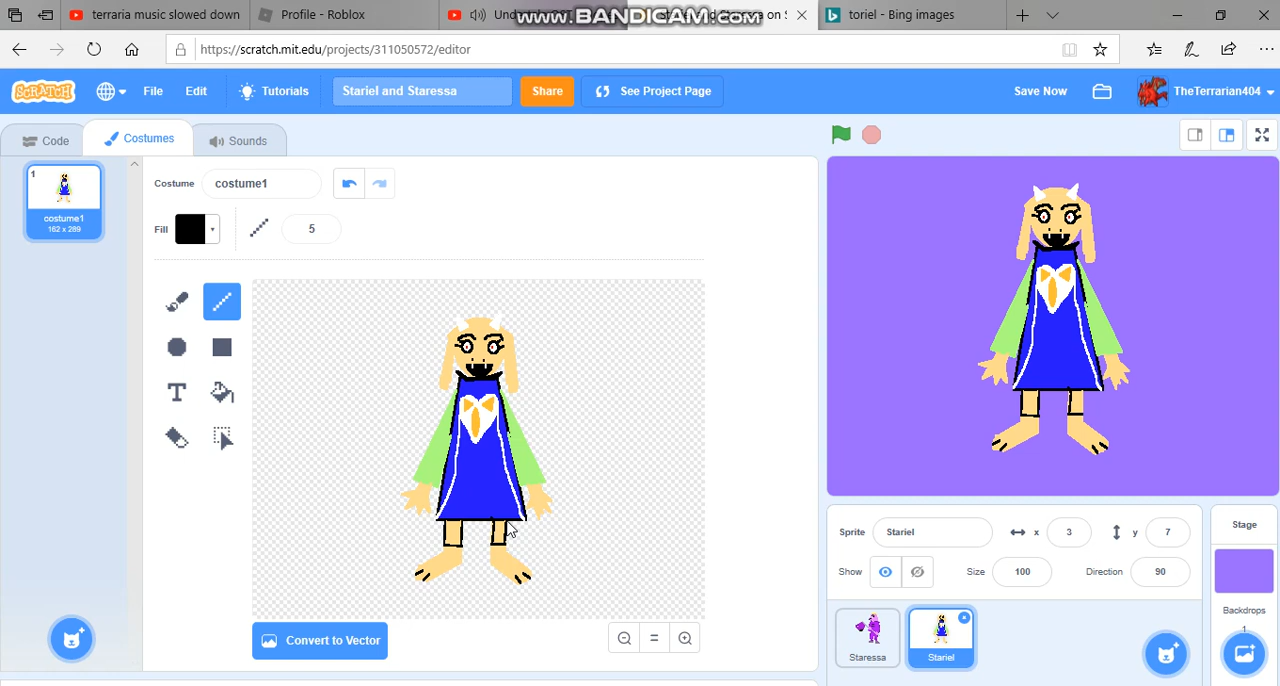 terraria music slowed down
Profile - Roblox
www.BANDICAM.com
toriel - Bing images
https://scratch.mit.edu/projects/311050572/editor
SCRATCH
File
Edit
Tutorials
Stariel and Staressa
Share
See Project Page
Save Now
TheTerrarian404
Code
Costumes
Sounds
1
costume1
162 x 289
Costume
costume1
Fill
5
T
Convert to Vector
Sprite
Stariel
x
3
y
7
Show
Size
100
Direction
90
Stage
Backdrops
1
Staressa
Stariel